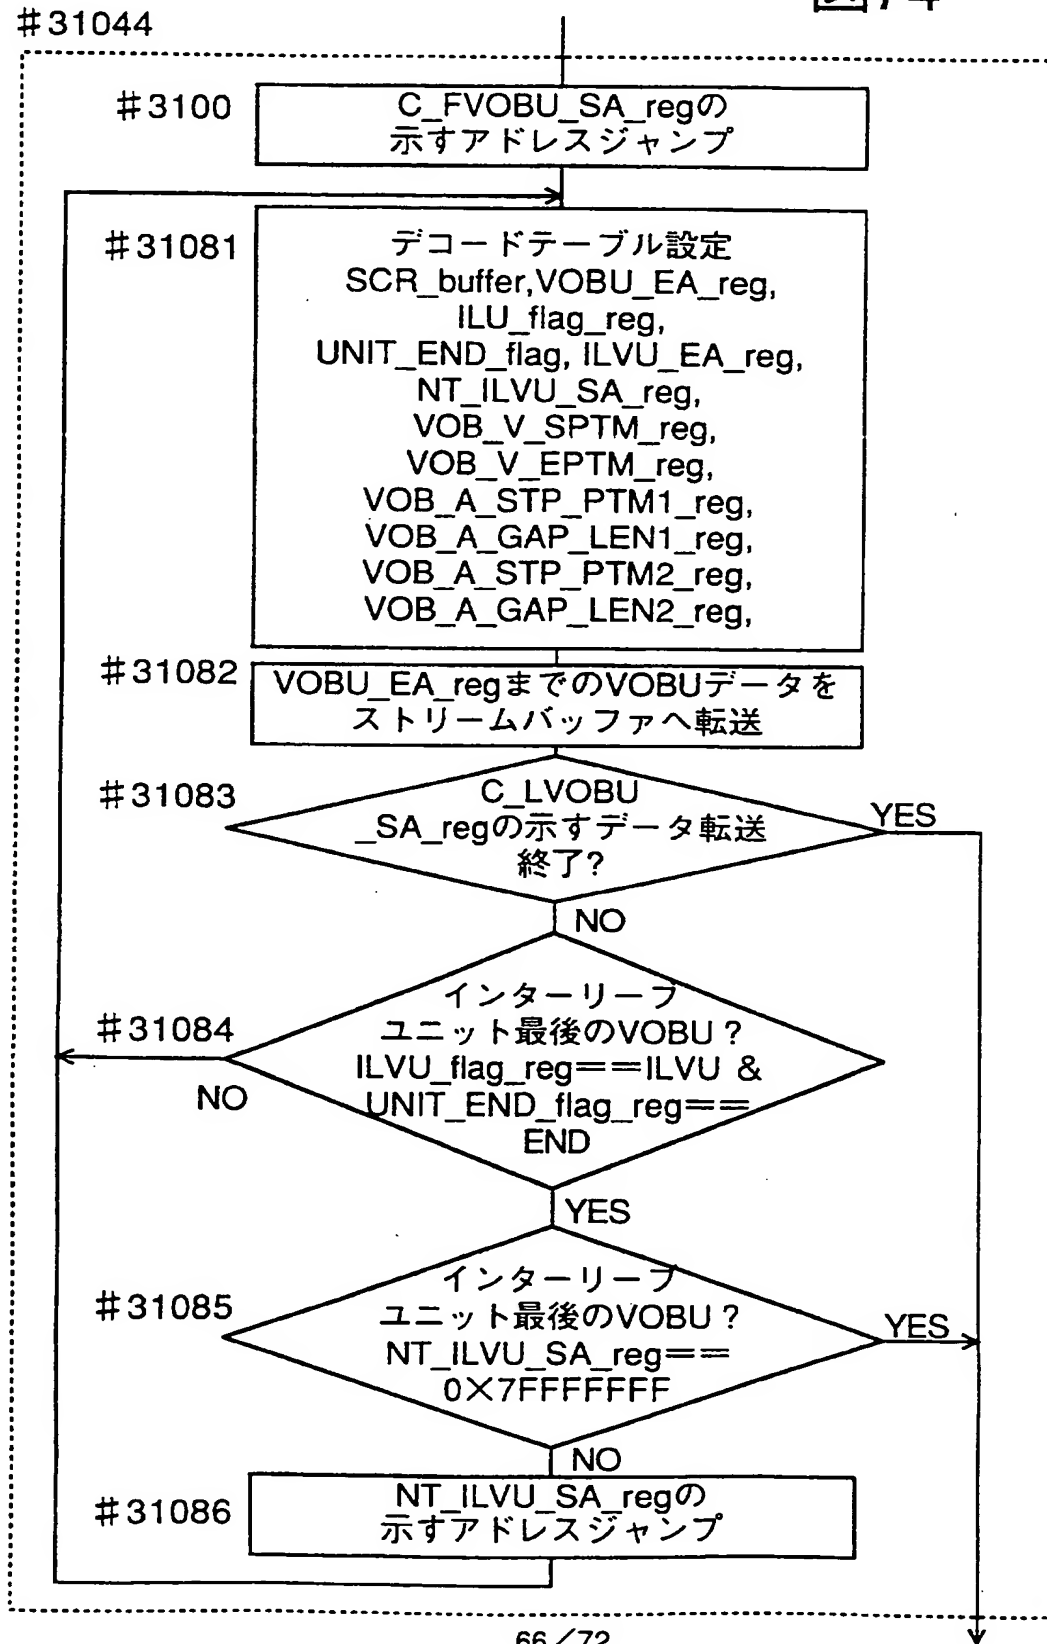 図74
#31044
#3100
C_FVOBU_SA_regの
示すアドレスジャンプ
#31081
デコードテーブル設定
SCR_buffer,VOBU_EA_reg,
ILU_flag_reg,
UNIT_END_flag, ILVU_EA_reg,
NT_ILVU_SA_reg,
VOB_V_SPTM_reg,
VOB_V_EPTM_reg,
VOB_A_STP_PTM1_reg,
VOB_A_GAP_LEN1_reg,
VOB_A_STP_PTM2_reg,
VOB_A_GAP_LEN2_reg,
#31082
VOBU_EA_regまでのVOBUデータを
ストリームバッファへ転送
#31083
C_LVOBU
_SA_regの示すデータ転送
終了?
YES
NO
#31084
インターリーブ
ユニット最後のVOBU?
ILVU_flag_reg==ILVU &
UNIT_END_flag_reg==
END
NO
YES
#31085
インターリーブ
ユニット最後のVOBU?
NT_ILVU_SA_reg==
0×7FFFFFFF
YES
NO
#31086
NT_ILVU_SA_regの
示すアドレスジャンプ
66/72